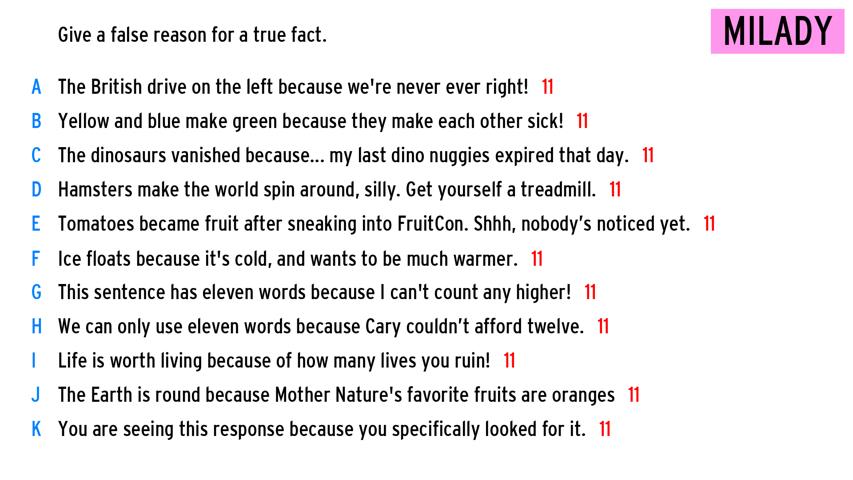 Give a false reason for a true fact.
MILADY
A The British drive on the left because we're never ever right! 11
B Yellow and blue make green because they make each other sick! 11
C The dinosaurs vanished because... my last dino nuggies expired that day. 11
D Hamsters make the world spin around, silly. Get yourself a treadmill. 11
E Tomatoes became fruit after sneaking into FruitCon. Shhh, nobody’s noticed yet. 11
F Ice floats because it's cold, and wants to be much warmer. 11
G This sentence has eleven words because I can't count any higher! 11
H We can only use eleven words because Cary couldn’t afford twelve. 11
I Life is worth living because of how many lives you ruin! 11
J The Earth is round because Mother Nature's favorite fruits are oranges 11
K You are seeing this response because you specifically looked for it. 11